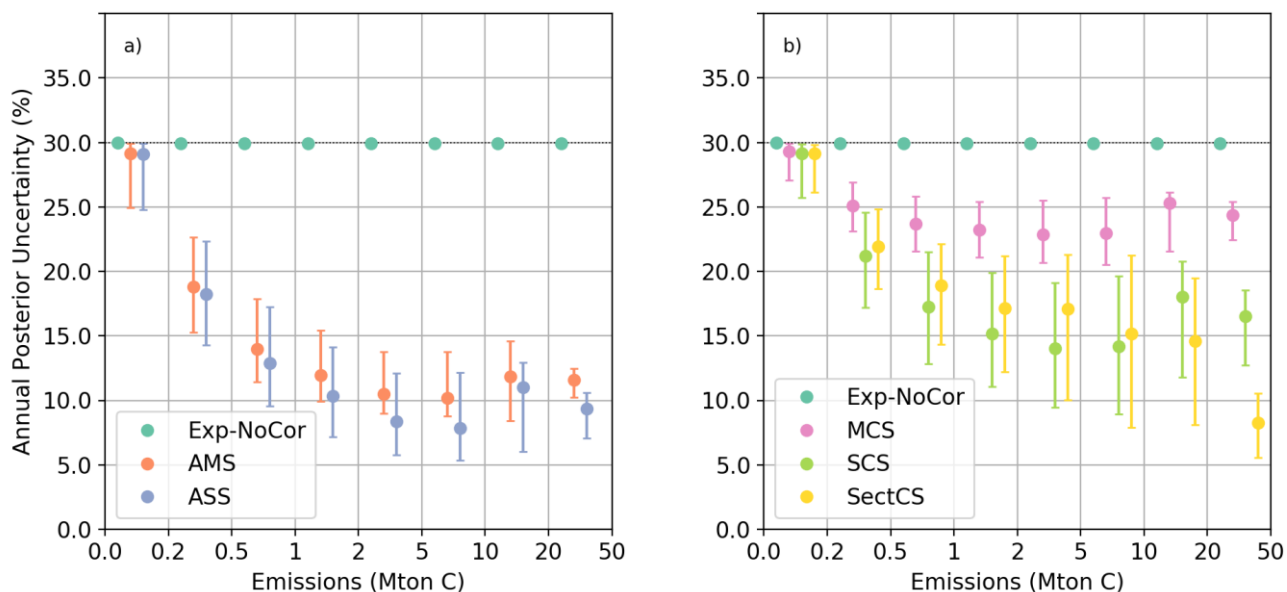 a)
Annual Posterior Uncertainty (%)
35.0
30.0
25.0
20.0
15.0
10.0
5.0
0.0
Exp-NoCor
AMS
ASS
0.0 0.2 0.5 1 2 5 10 20 50
Emissions (Mton C)
b)
35.0
30.0
25.0
20.0
15.0
10.0
5.0
0.0
Exp-NoCor
MCS
SCS
SectCS
0.0 0.2 0.5 1 2 5 10 20 50
Emissions (Mton C)